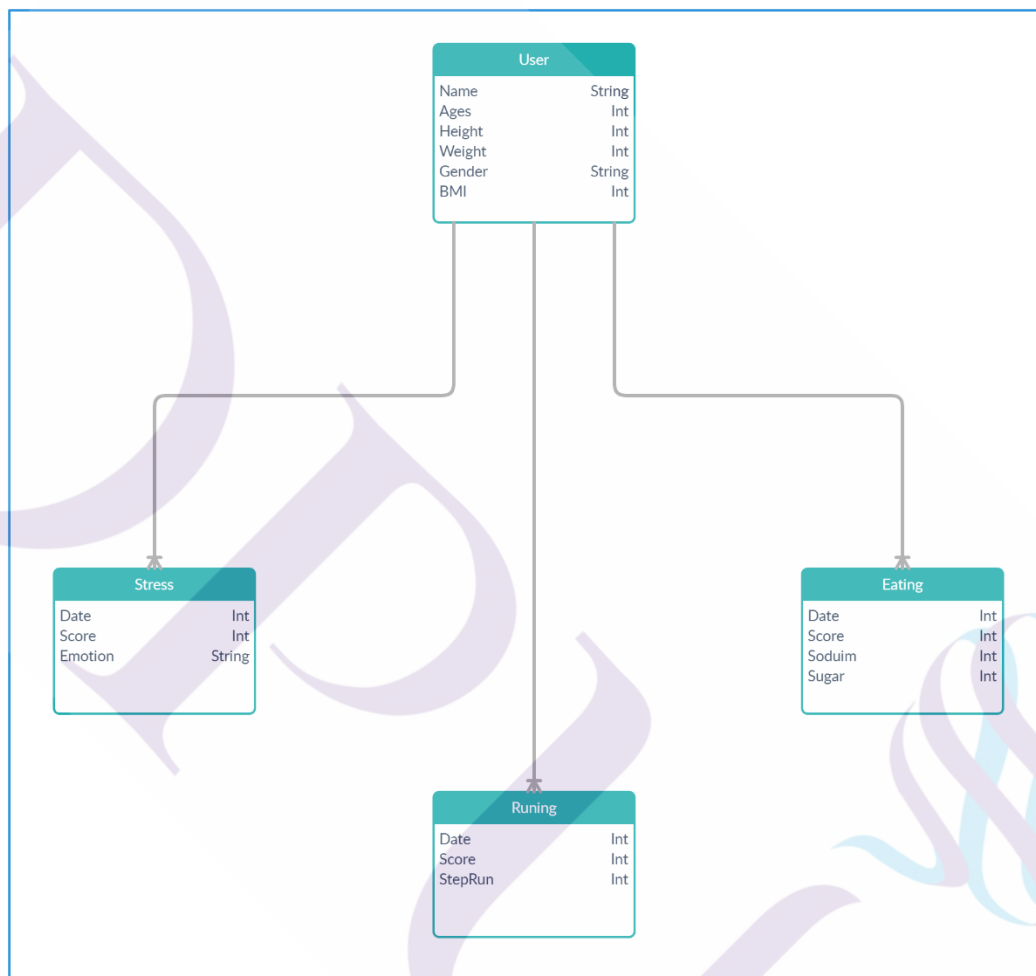 User
Name String
Ages Int
Height Int
Weight Int
Gender String
BMI Int
Stress
Date Int
Score Int
Emotion String
Eating
Date Int
Score Int
Soduim Int
Sugar Int
Runing
Date Int
Score Int
StepRun Int